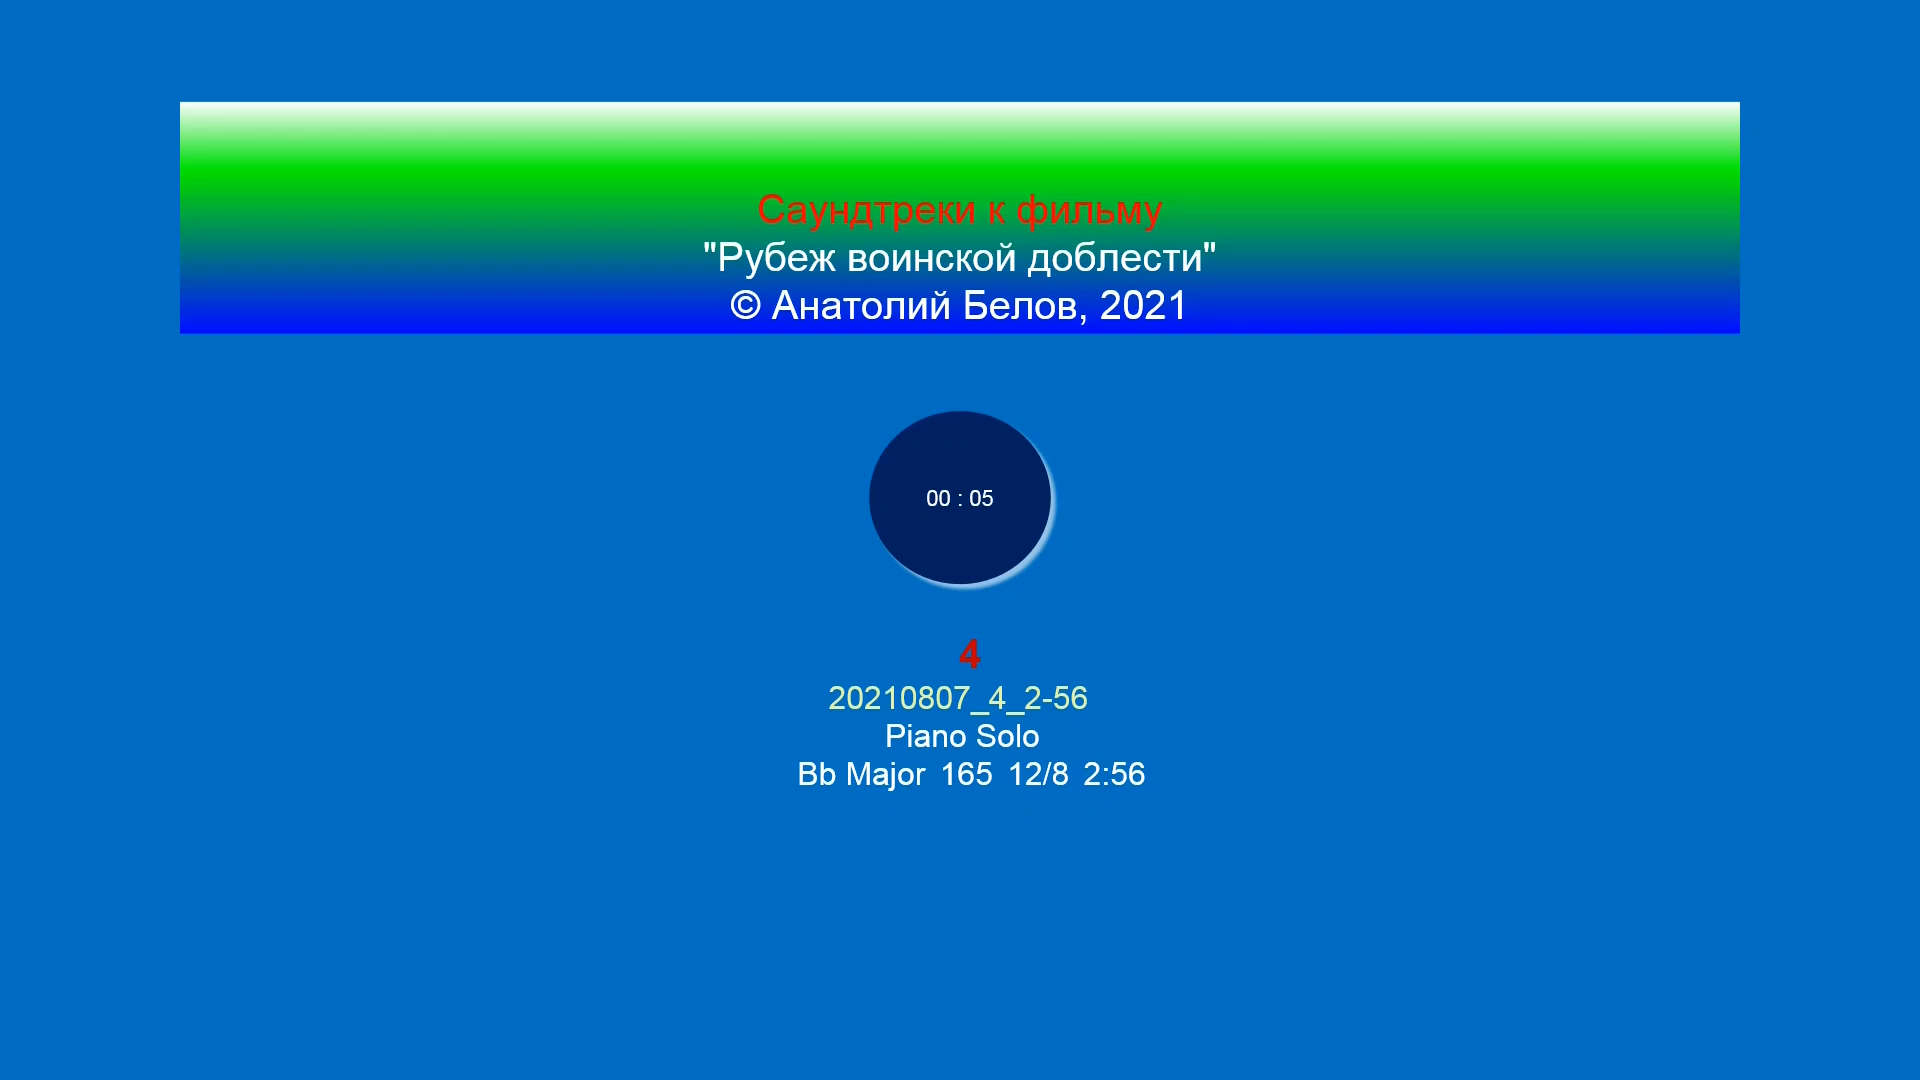 Саундтреки к фильму
"Рубеж воинской доблести"
© Анатолий Белов, 2021
00 : 05
4
20210807_4_2-56
Piano Solo
Bb Major 165 12/8 2:56